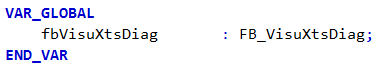 VAR_GLOBAL
    fbVisuXtsDiag        : FB_VisuXtsDiag;
END_VAR